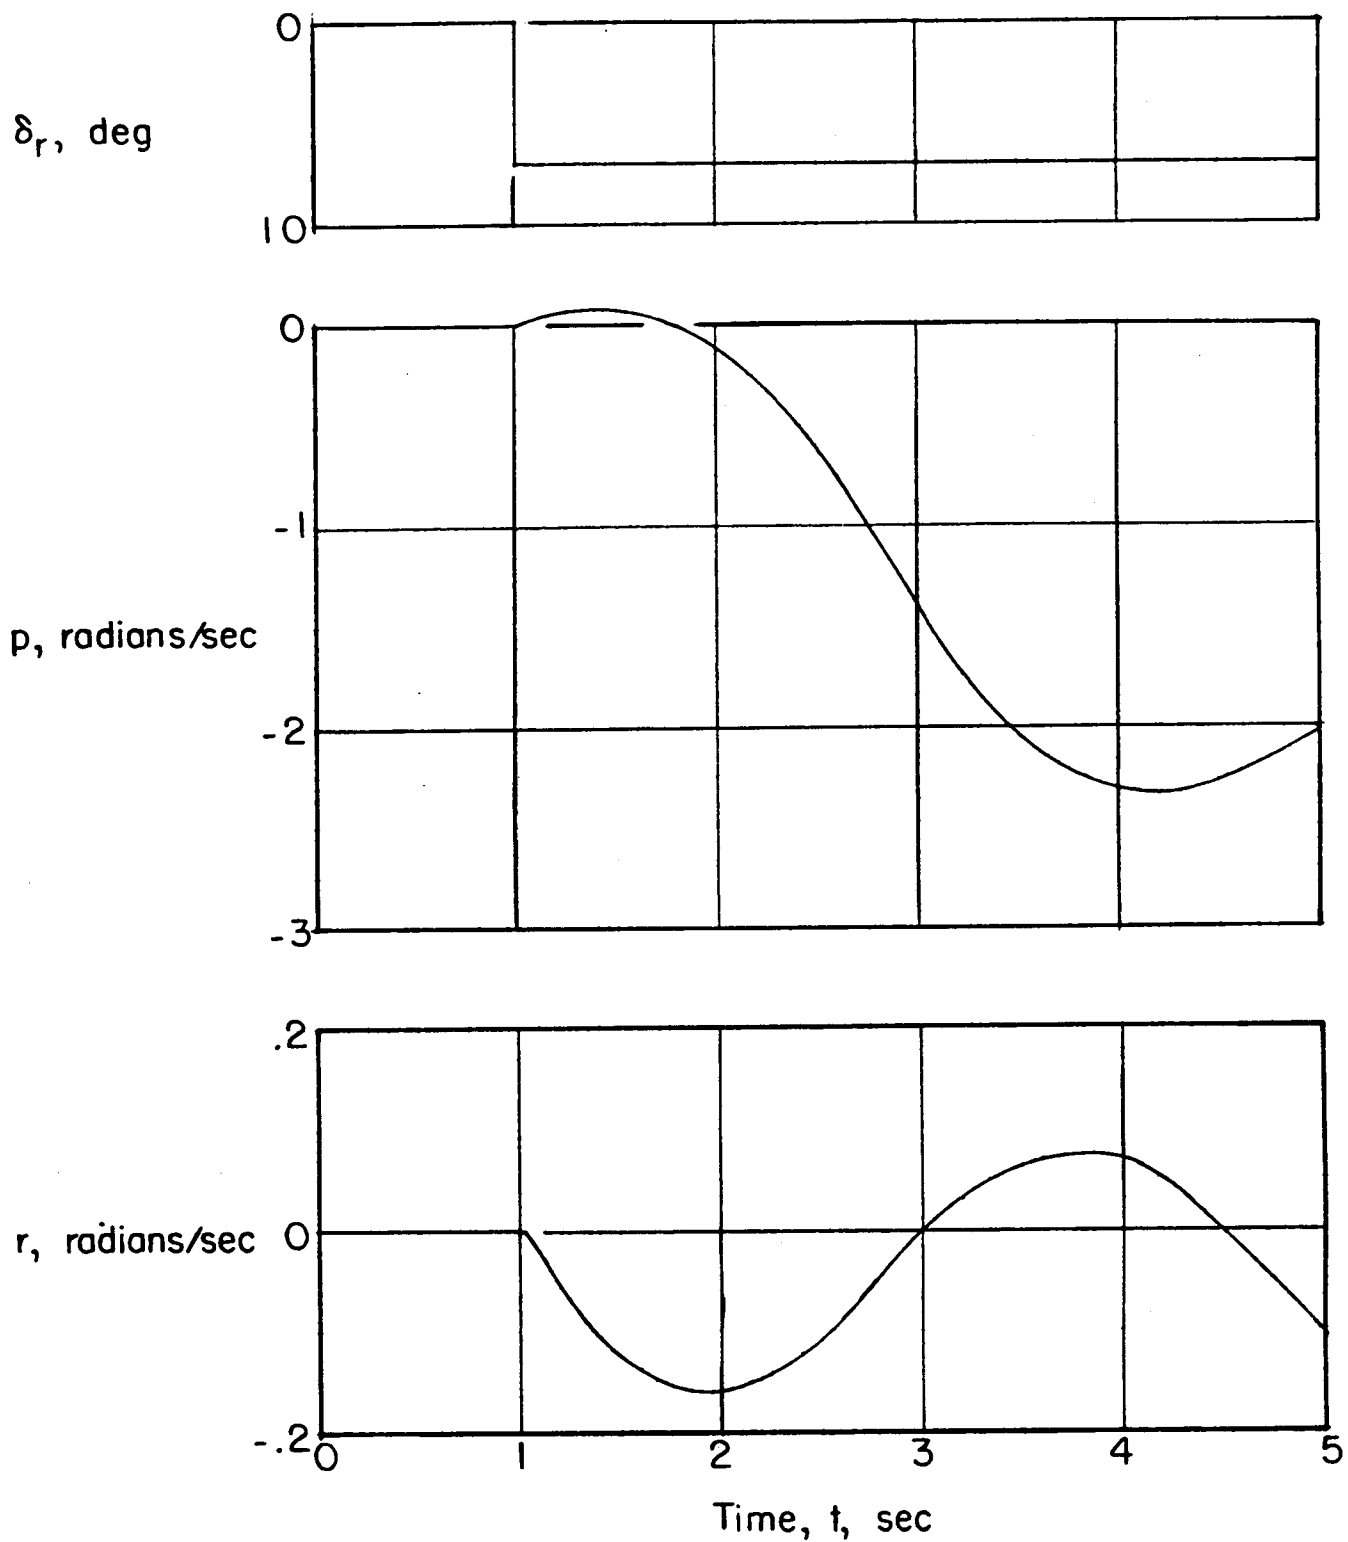 0
δr, deg
10
0
-1
p, radians/sec
-2
-3
.2
r, radians/sec 0
-.2
0 1 2 3 4 5
Time, t, sec